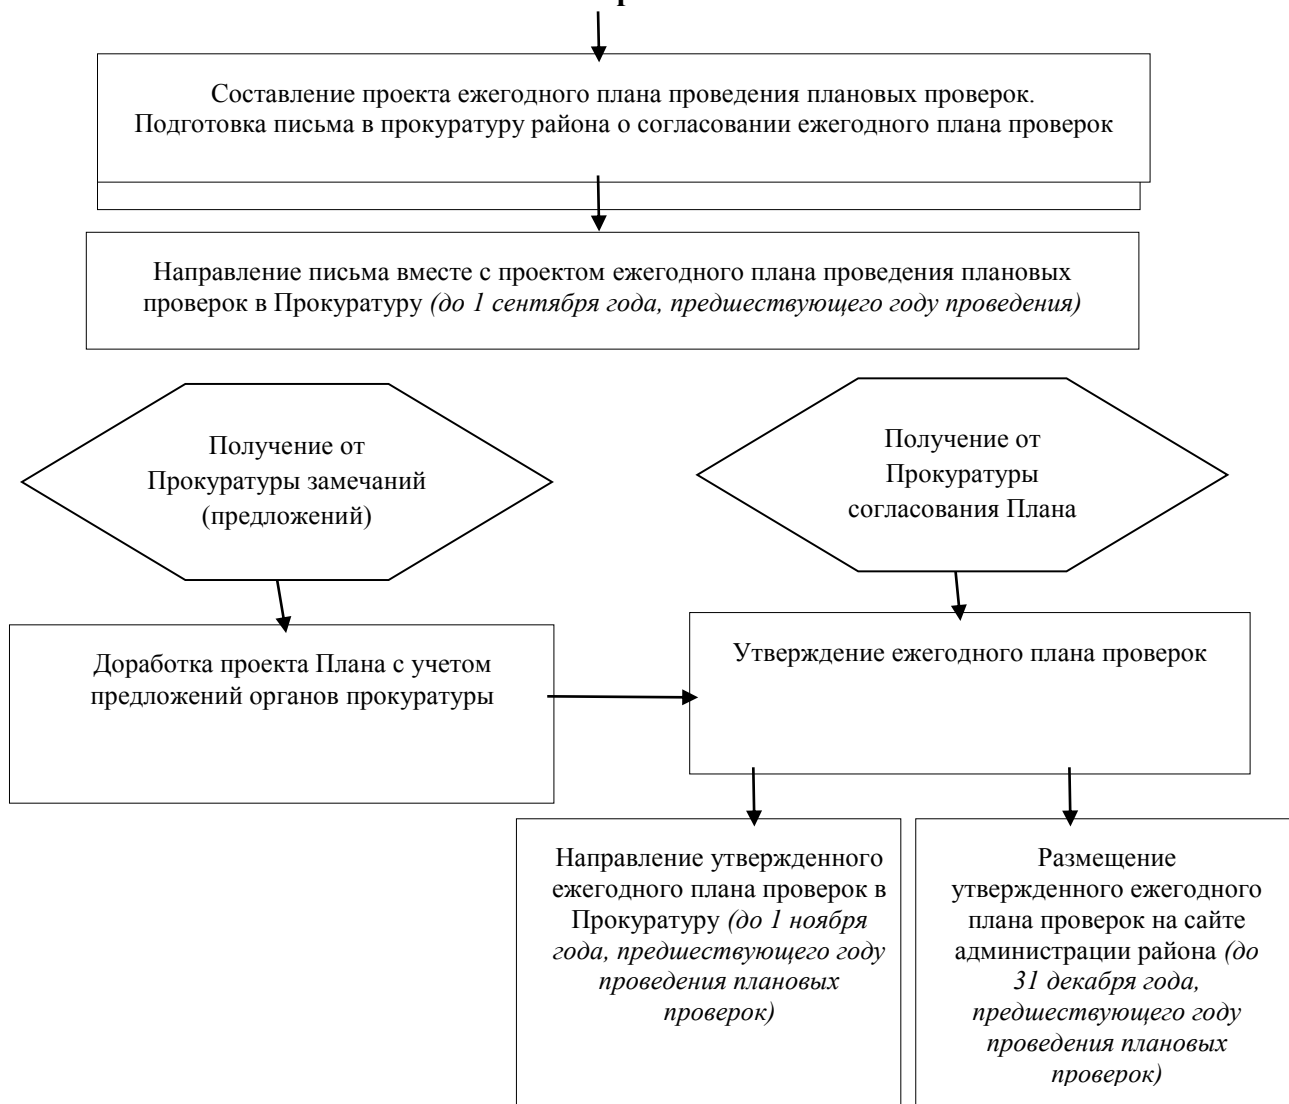 Составление проекта ежегодного плана проведения плановых проверок.
Подготовка письма в прокуратуру района о согласовании ежегодного плана проверок
Направление письма вместе с проектом ежегодного плана проведения плановых
проверок в Прокуратуру (до 1 сентября года, предшествующего году проведения)
Получение от
Прокуратуры замечаний
(предложений)
Получение от
Прокуратуры
согласования Плана
Доработка проекта Плана с учетом
предложений органов прокуратуры
Утверждение ежегодного плана проверок
Направление утвержденного
ежегодного плана проверок в
Прокуратуру (до 1 ноября
года, предшествующего году
проведения плановых
проверок)
Размещение
утвержденного ежегодного
плана проверок на сайте
администрации района (до
31 декабря года,
предшествующего году
проведения плановых
проверок)